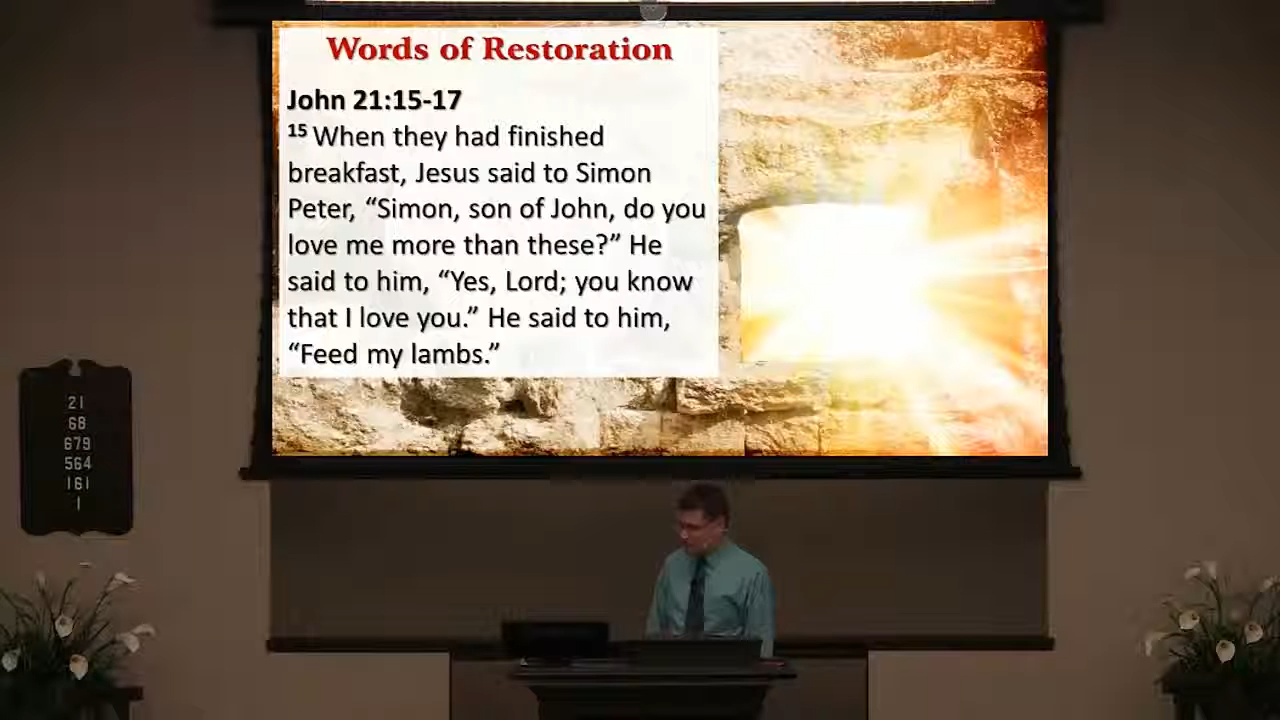 Words of Restoration
John 21:15-17
15 When they had finished
breakfast, Jesus said to Simon
Peter, “Simon, son of John, do you
love me more than these?” He
said to him, “Yes, Lord; you know
that I love you.” He said to him,
“Feed my lambs.”
21
68
679
564
161
1